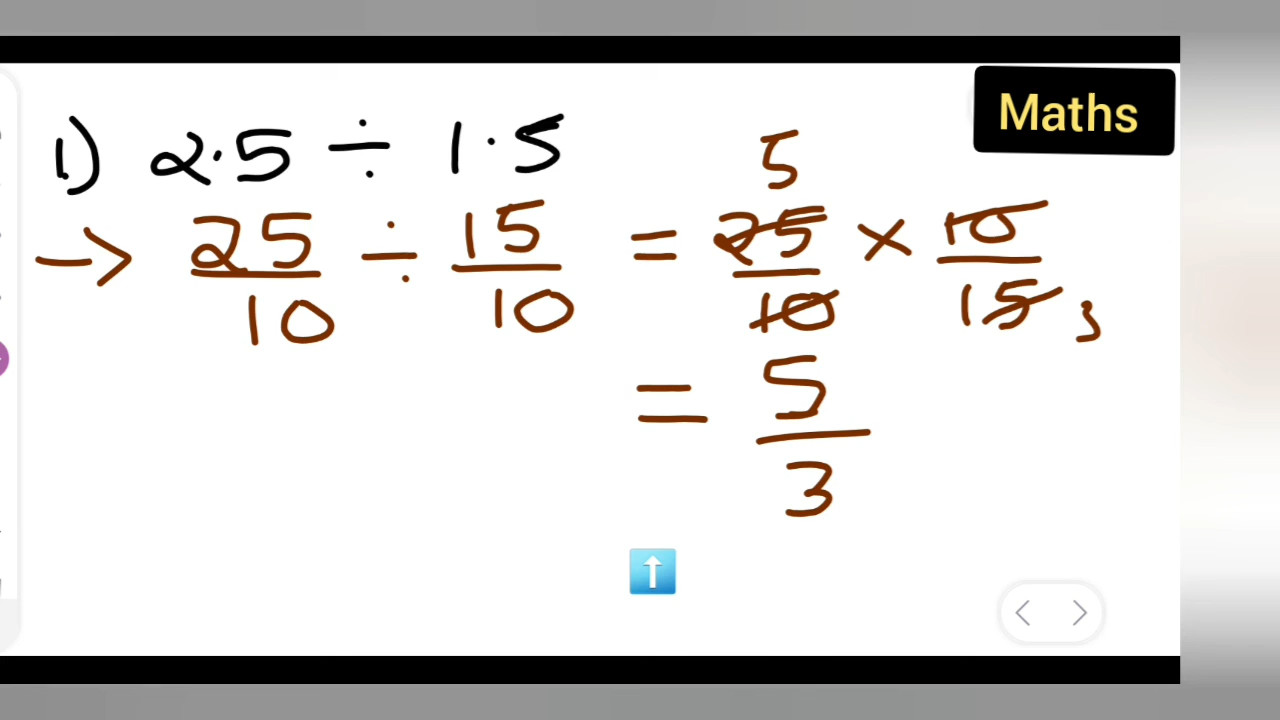 Maths
1.) 2.5 ÷ 1.5
→ 25/10 ÷ 15/10 = 5 25/10 × 10/15 3
= 5/3